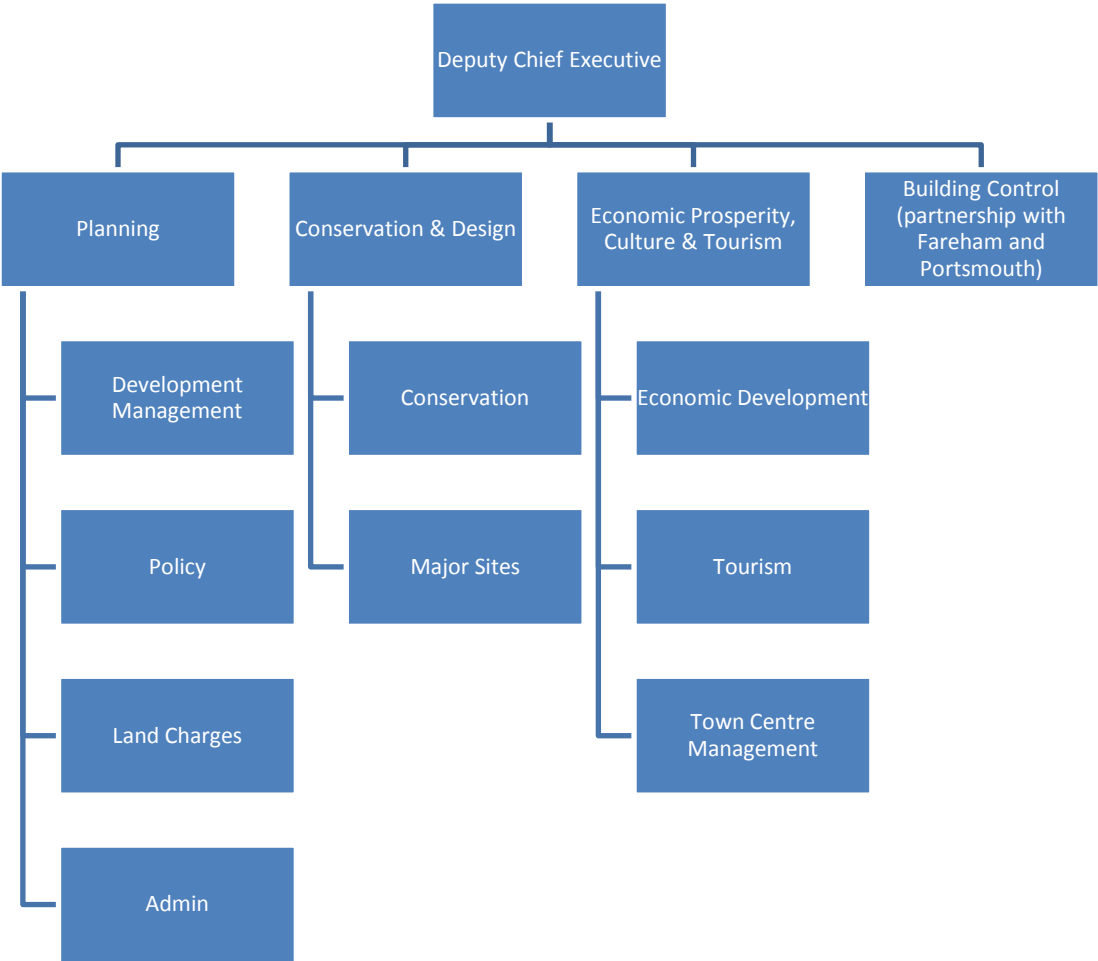 Deputy Chief Executive
Planning
Conservation & Design
Economic Prosperity,
Culture & Tourism
Building Control
(partnership with
Fareham and
Portsmouth)
Development
Management
Conservation
Economic Development
Policy
Major Sites
Tourism
Land Charges
Town Centre
Management
Admin